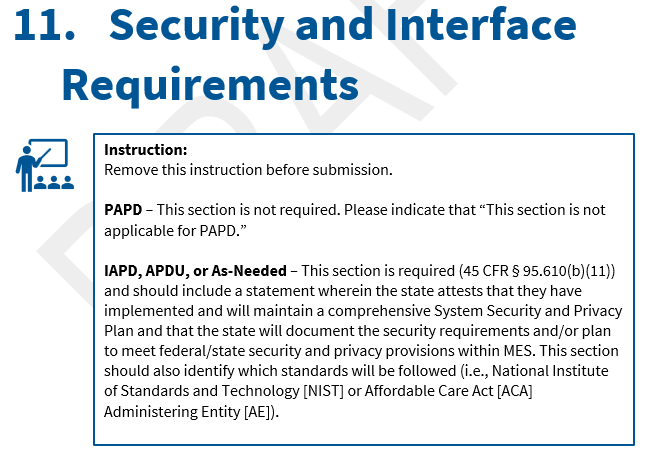 11. Security and Interface
Requirements
Instruction:
Remove this instruction before submission.
PAPD – This section is not required. Please indicate that “This section is not
applicable for PAPD.”
IAPD, APDU, or As-Needed – This section is required (45 CFR § 95.610(b)(11))
and should include a statement wherein the state attests that they have
implemented and will maintain a comprehensive System Security and Privacy
Plan and that the state will document the security requirements and/or plan
to meet federal/state security and privacy provisions within MES. This section
should also identify which standards will be followed (i.e., National Institute
of Standards and Technology [NIST] or Affordable Care Act [ACA]
Administering Entity [AE]).